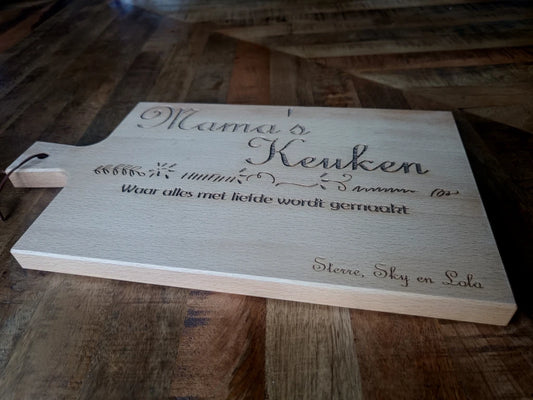 Mama's
Keuken
Waar alles met liefde wordt gemaakt
Sterre, Sky en Lola